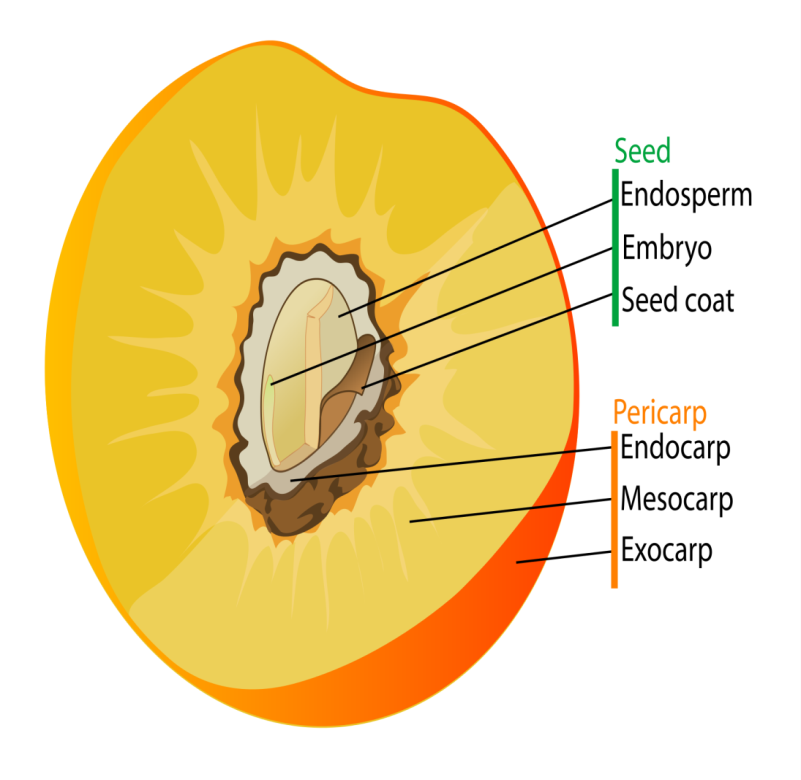 Seed
Endosperm
Embryo
Seed coat
Pericarp
Endocarp
Mesocarp
Exocarp